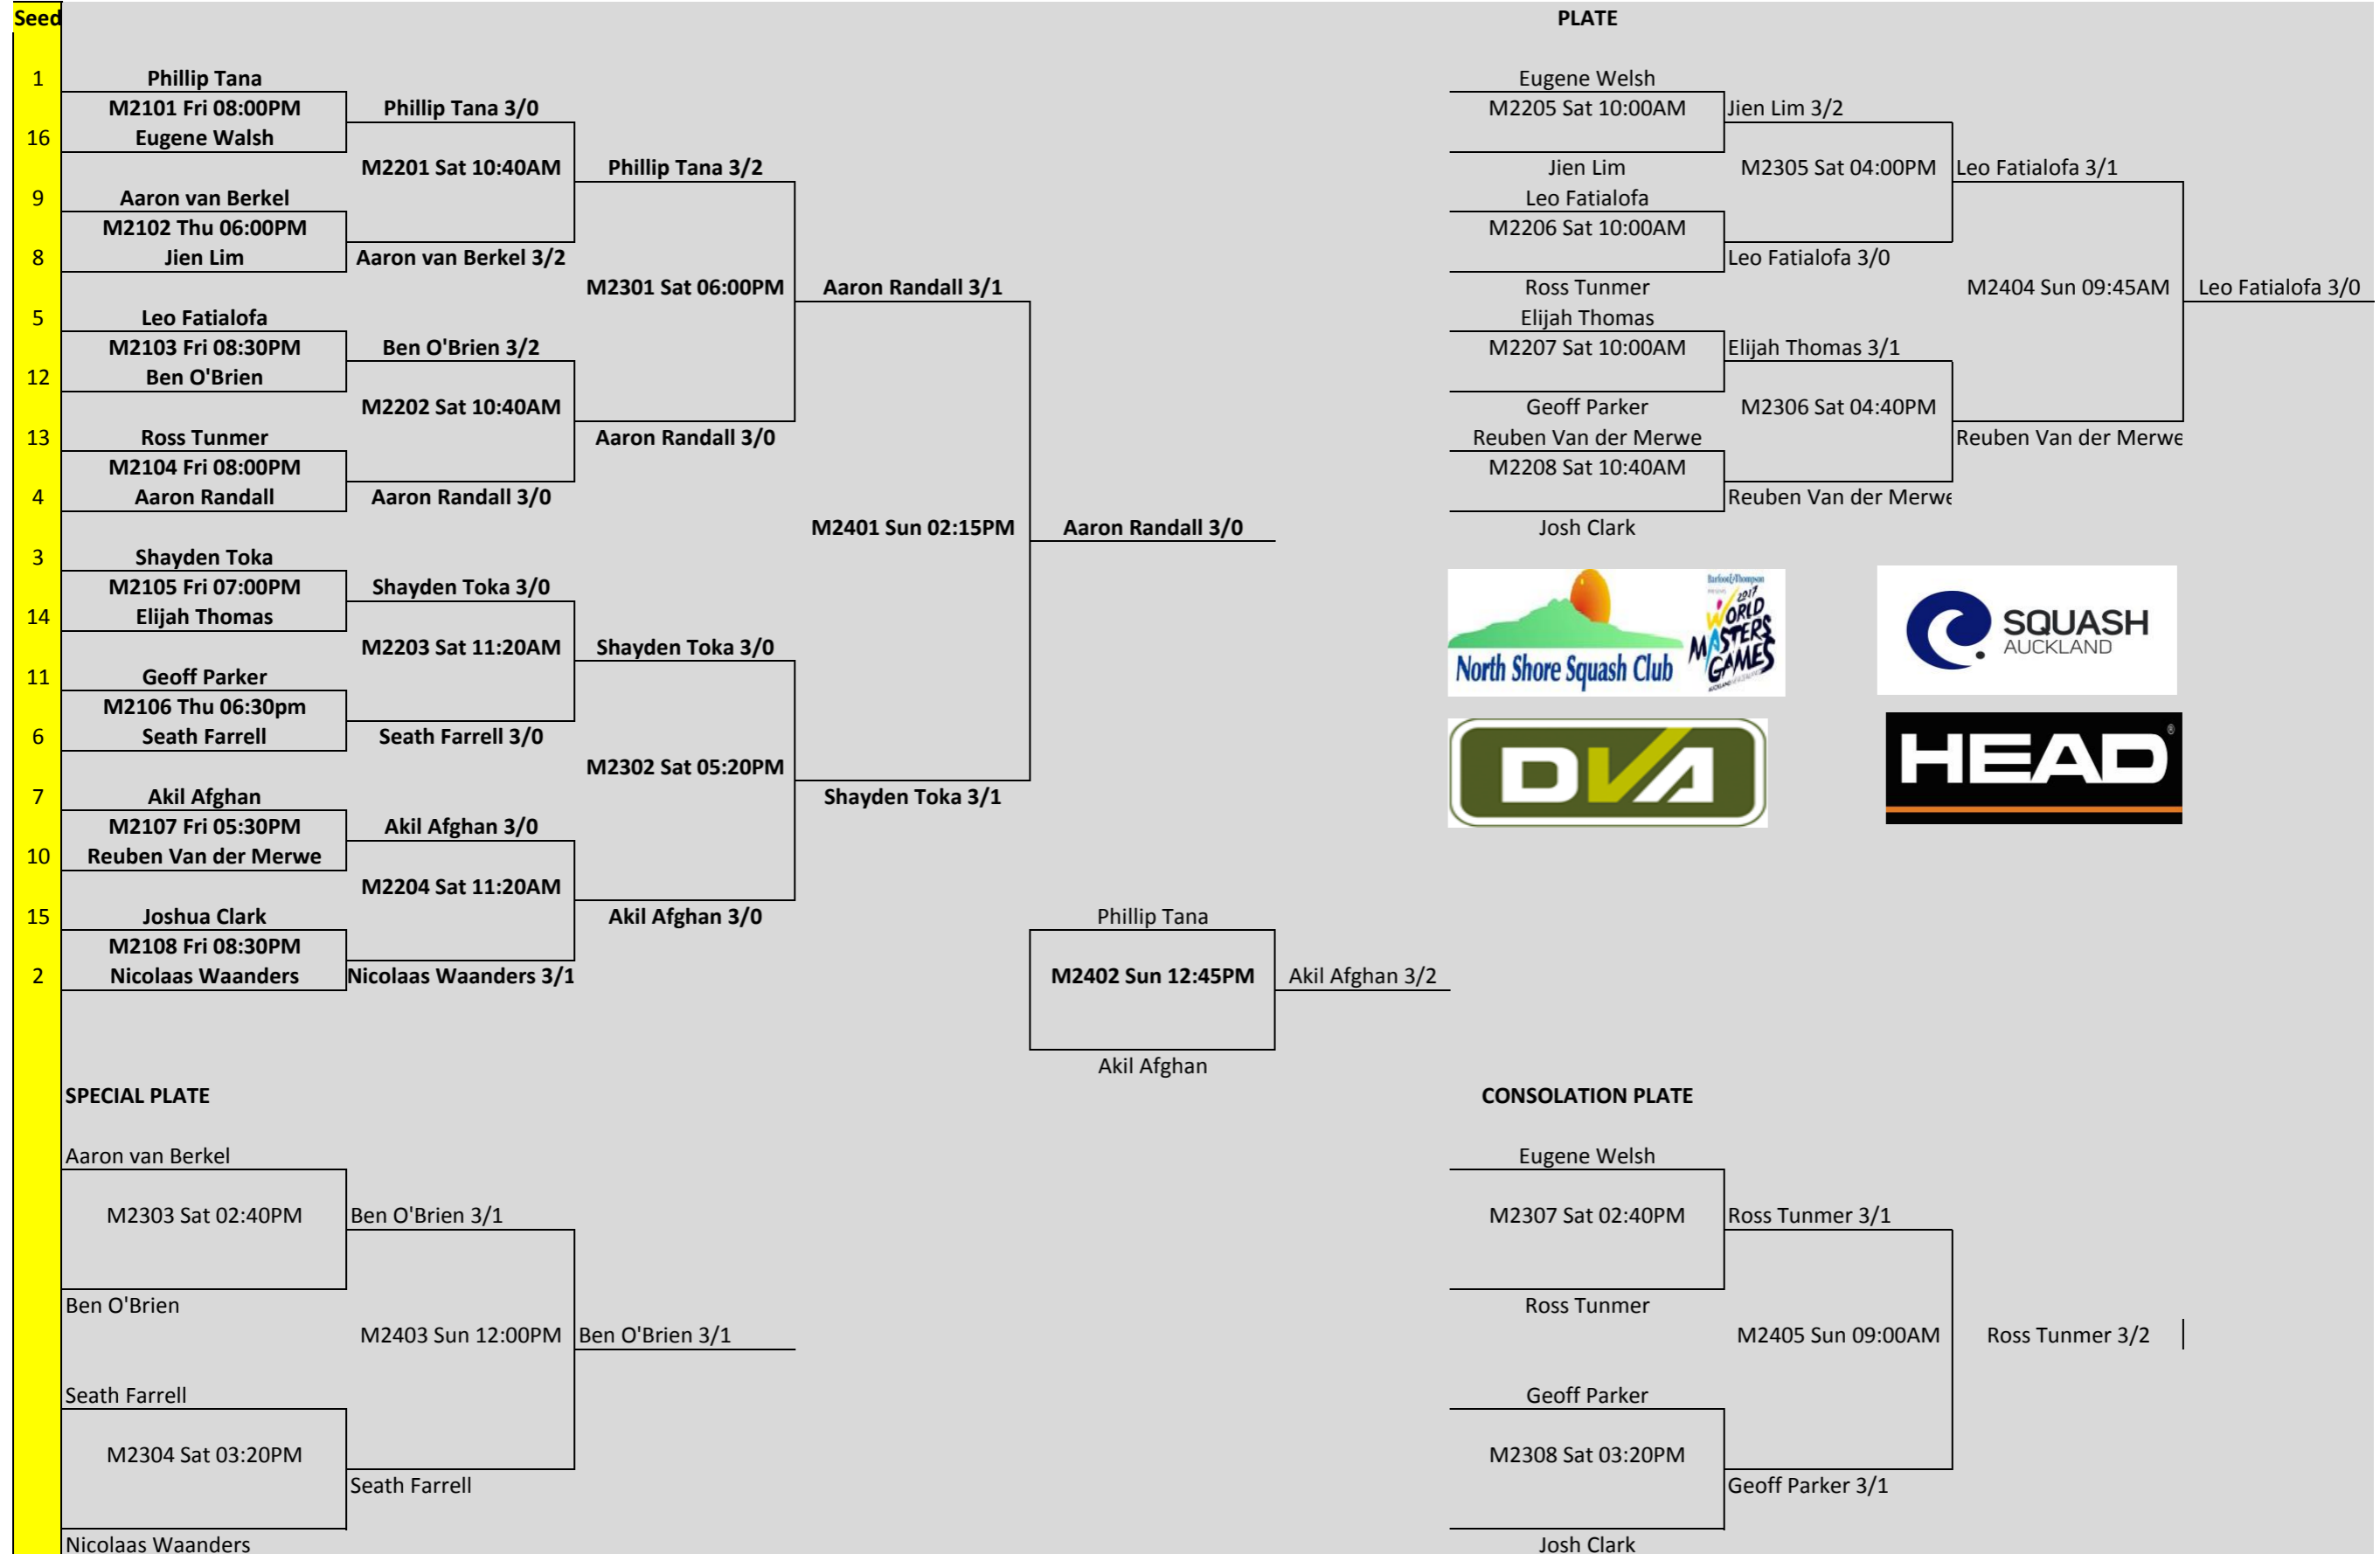 Seed
PLATE
1
Phillip Tana
M2101 Fri 08:00PM
16
Eugene Walsh
9
Aaron van Berkel
M2102 Thu 06:00PM
8
Jien Lim
5
Leo Fatialofa
M2103 Fri 08:30PM
12
Ben O'Brien
13
Ross Tunmer
M2104 Fri 08:00PM
4
Aaron Randall
3
Shayden Toka
M2105 Fri 07:00PM
14
Elijah Thomas
11
Geoff Parker
M2106 Thu 06:30pm
6
Seath Farrell
7
Akil Afghan
M2107 Fri 05:30PM
10
Reuben Van der Merwe
15
Joshua Clark
M2108 Fri 08:30PM
2
Nicolaas Waanders
Phillip Tana 3/0
M2201 Sat 10:40AM
Aaron van Berkel 3/2
Ben O'Brien 3/2
M2202 Sat 10:40AM
Aaron Randall 3/0
Shayden Toka 3/0
M2203 Sat 11:20AM
Seath Farrell 3/0
Akil Afghan 3/0
M2204 Sat 11:20AM
Nicolaas Waanders 3/1
Phillip Tana 3/2
M2301 Sat 06:00PM
Aaron Randall 3/0
Shayden Toka 3/0
M2302 Sat 05:20PM
Akil Afghan 3/0
Aaron Randall 3/1
M2401 Sun 02:15PM
Shayden Toka 3/1
Aaron Randall 3/0
Phillip Tana
M2402 Sun 12:45PM
Akil Afghan
Akil Afghan 3/2
Eugene Welsh
M2205 Sat 10:00AM
Jien Lim
Leo Fatialofa
M2206 Sat 10:00AM
Ross Tunmer
Elijah Thomas
M2207 Sat 10:00AM
Geoff Parker
Reuben Van der Merwe
M2208 Sat 10:40AM
Josh Clark
Jien Lim 3/2
M2305 Sat 04:00PM
Leo Fatialofa 3/0
Elijah Thomas 3/1
M2306 Sat 04:40PM
Reuben Van der Merwe
Leo Fatialofa 3/1
M2404 Sun 09:45AM
Reuben Van der Merwe
Leo Fatialofa 3/0
North Shore Squash Club
Barfoot&Thompson
2017
WORLD
MASTERS
GAMES
SQUASH
AUCKLAND
DVA
HEAD®
SPECIAL PLATE
Aaron van Berkel
M2303 Sat 02:40PM
Ben O'Brien
Seath Farrell
M2304 Sat 03:20PM
Nicolaas Waanders
Ben O'Brien 3/1
M2403 Sun 12:00PM
Seath Farrell
Ben O'Brien 3/1
CONSOLATION PLATE
Eugene Welsh
M2307 Sat 02:40PM
Ross Tunmer
Geoff Parker
M2308 Sat 03:20PM
Josh Clark
Ross Tunmer 3/1
M2405 Sun 09:00AM
Geoff Parker 3/1
Ross Tunmer 3/2